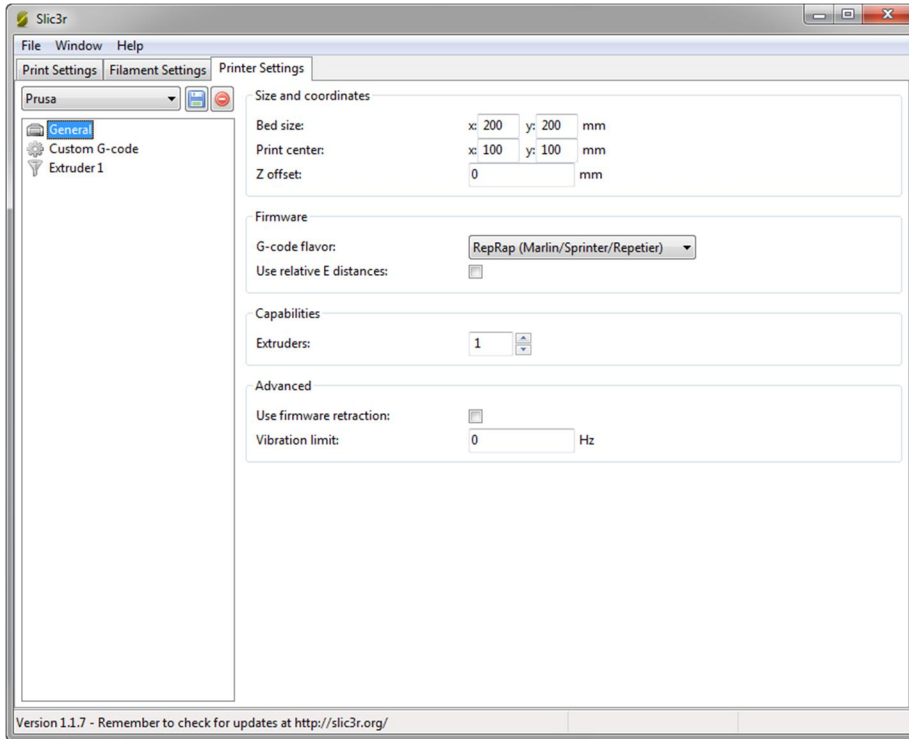 Slic3r
File Window Help
Print Settings Filament Settings Printer Settings
Prusa
General
Custom G-code
Extruder 1
Size and coordinates
Bed size: x: 200 y: 200 mm
Print center: x: 100 y: 100 mm
Z offset: 0 mm
Firmware
G-code flavor: RepRap (Marlin/Sprinter/Repetier)
Use relative E distances:
Capabilities
Extruders: 1
Advanced
Use firmware retraction:
Vibration limit: 0 Hz
Version 1.1.7 - Remember to check for updates at http://slic3r.org/